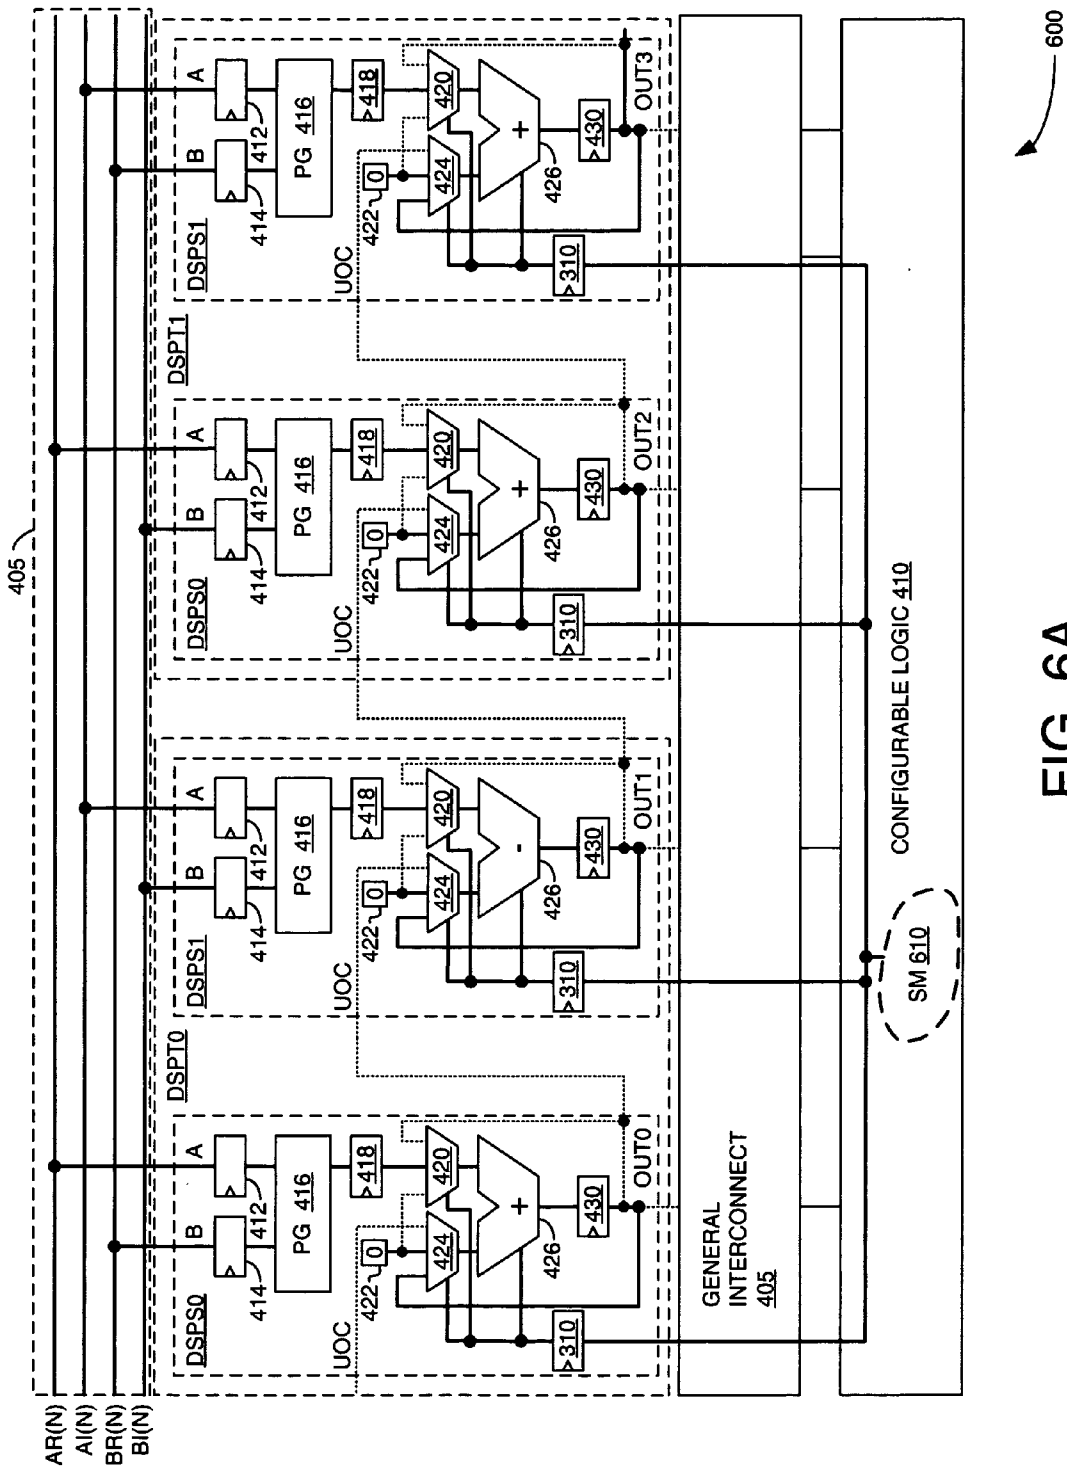 405
AR(N)
AI(N)
BR(N)
BI(N)
DSPT0
DSPS0
B
A
414
412
PG 416
418
UOC
0
422
424
420
+
426
310
430
OUT0
DSPS1
B
A
414
412
PG 416
418
UOC
0
422
424
420
-
426
310
430
OUT1
DSPT1
DSPS0
B
A
414
412
PG 416
418
UOC
0
422
424
420
+
426
310
430
OUT2
DSPS1
B
A
414
412
PG 416
418
UOC
0
422
424
420
+
426
310
430
OUT3
GENERAL
INTERCONNECT
405
SM 610
CONFIGURABLE LOGIC 410
600
FIG. 6A